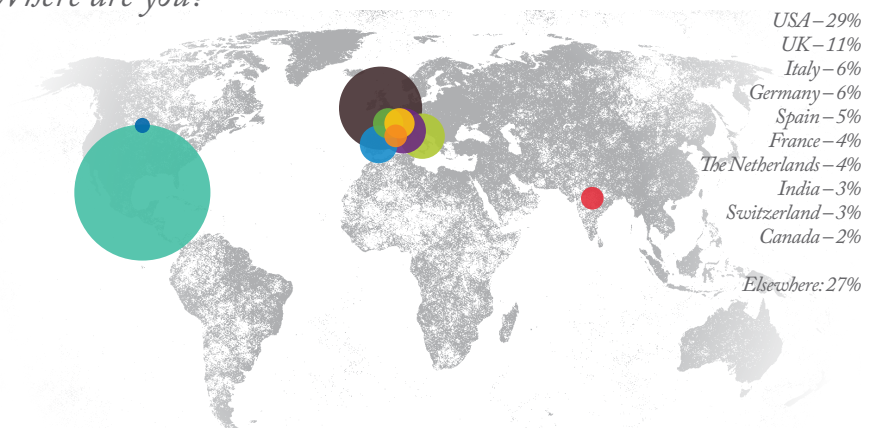 Where are you?
USA – 29%
UK – 11%
Italy – 6%
Germany – 6%
Spain – 5%
France – 4%
The Netherlands – 4%
India – 3%
Switzerland – 3%
Canada – 2%
Elsewhere: 27%